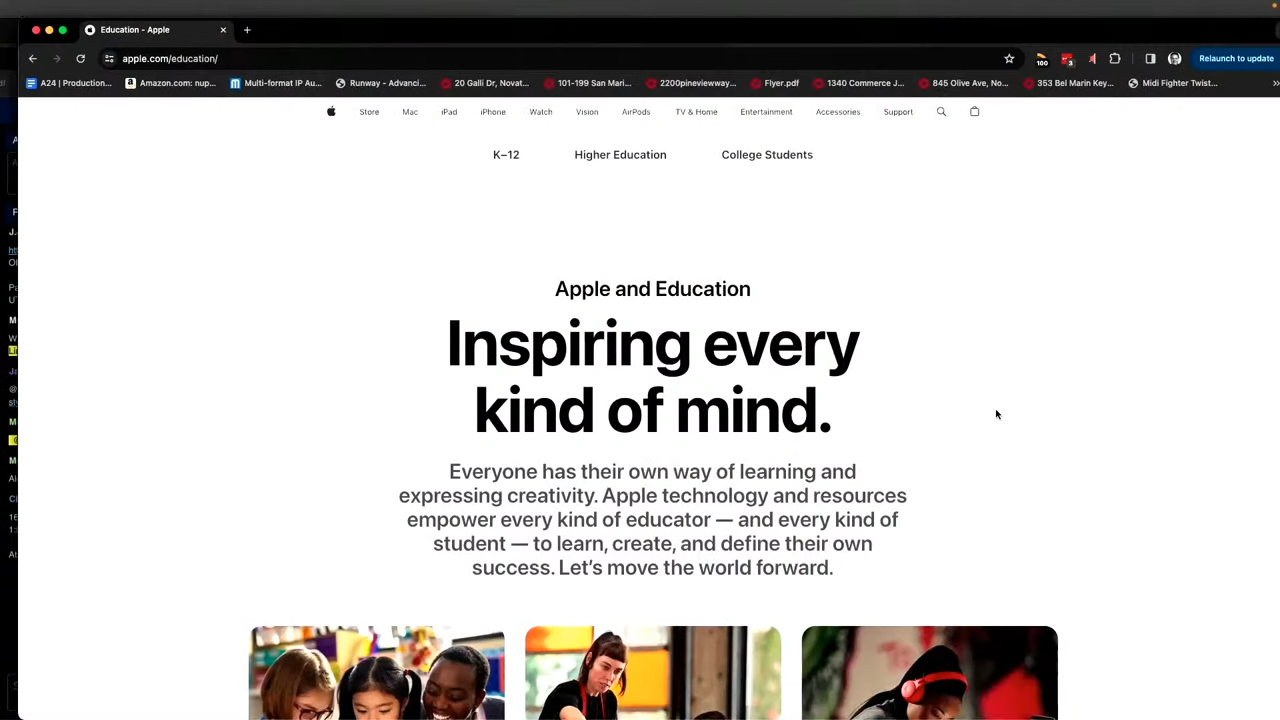 Education - Apple
apple.com/education/
100
3
Relaunch to update
A24 | Production...
Amazon.com: nup...
Multi-format IP Au...
Runway - Advanci...
20 Galli Dr, Novat...
101-199 San Mari...
2200pineviewway...
Flyer.pdf
1340 Commerce J...
845 Olive Ave, No...
353 Bel Marin Key...
Midi Fighter Twist...
Store
Mac
iPad
iPhone
Watch
Vision
AirPods
TV & Home
Entertainment
Accessories
Support
K–12
Higher Education
College Students
Apple and Education
Inspiring every
kind of mind.
Everyone has their own way of learning and
expressing creativity. Apple technology and resources
empower every kind of educator — and every kind of
student — to learn, create, and define their own
success. Let's move the world forward.